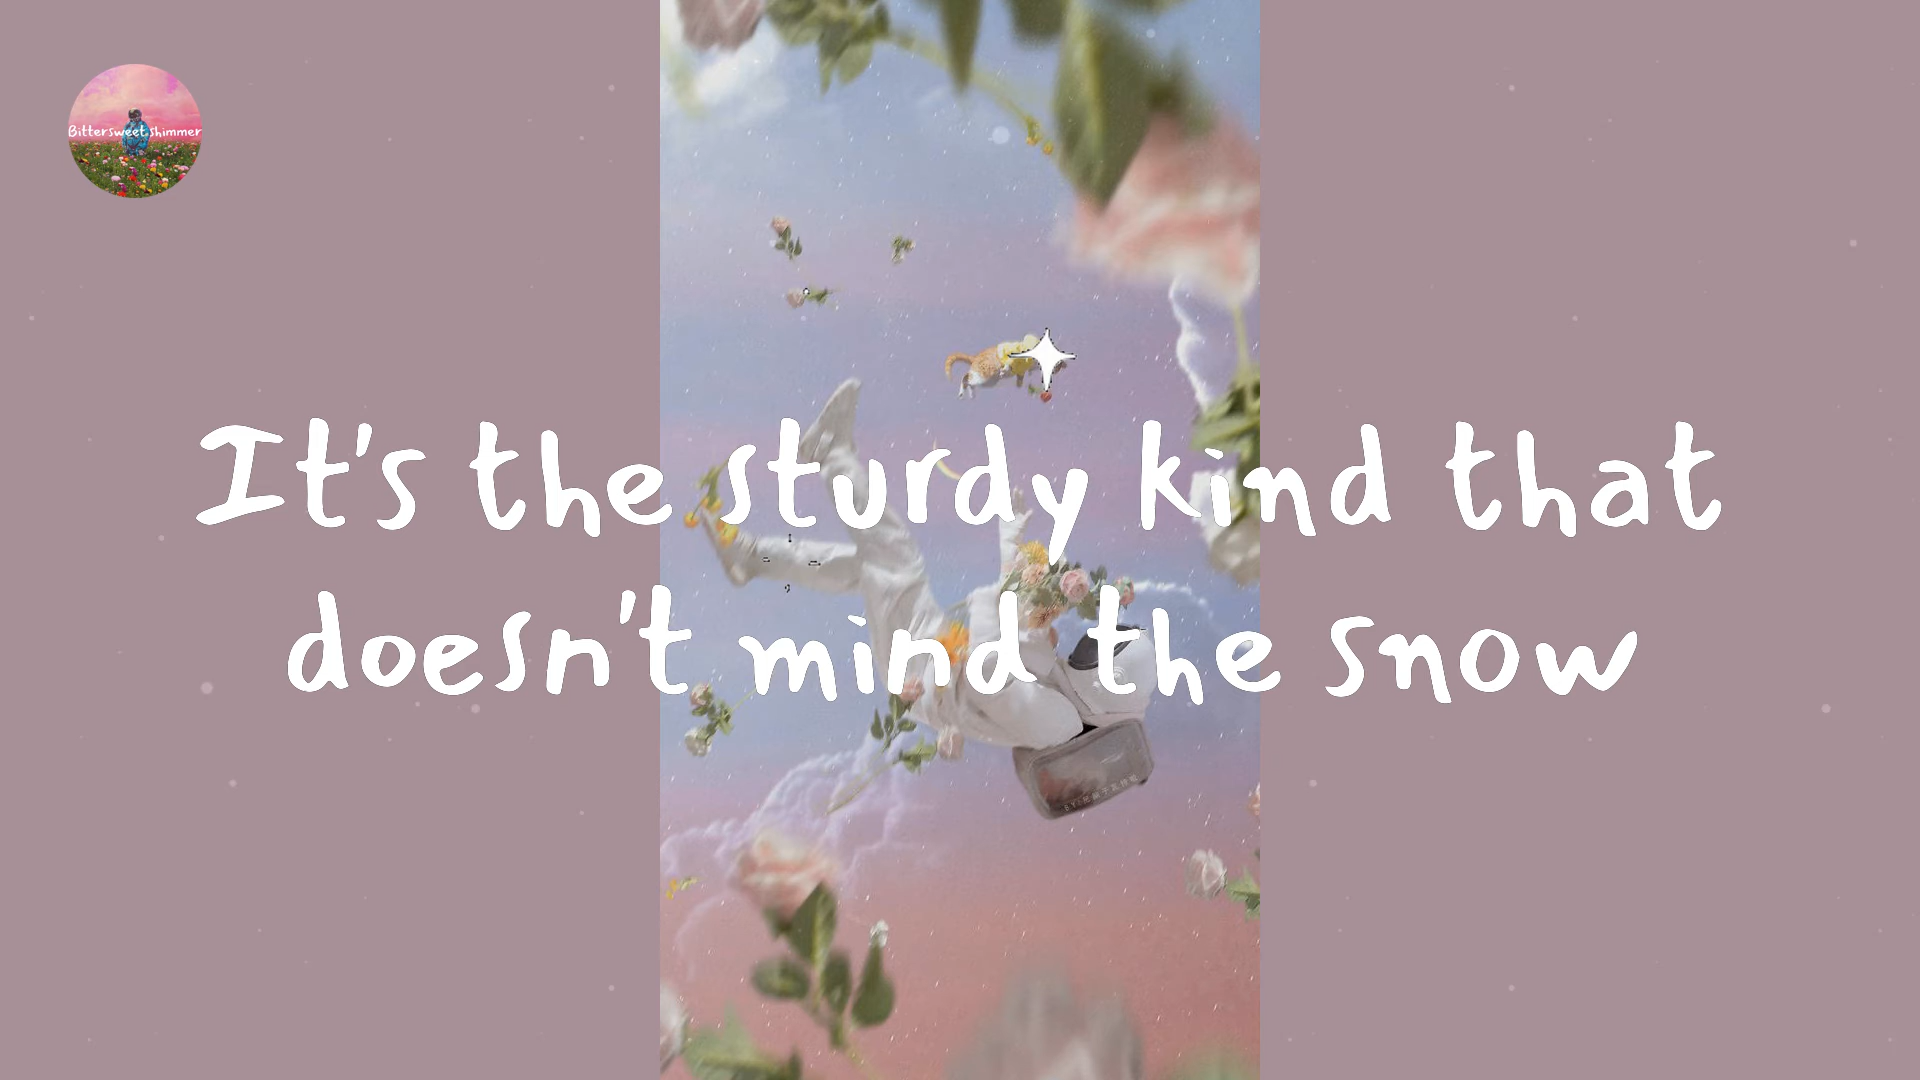 Bittersweet shimmer
It's the sturdy kind that
doesn't mind the snow